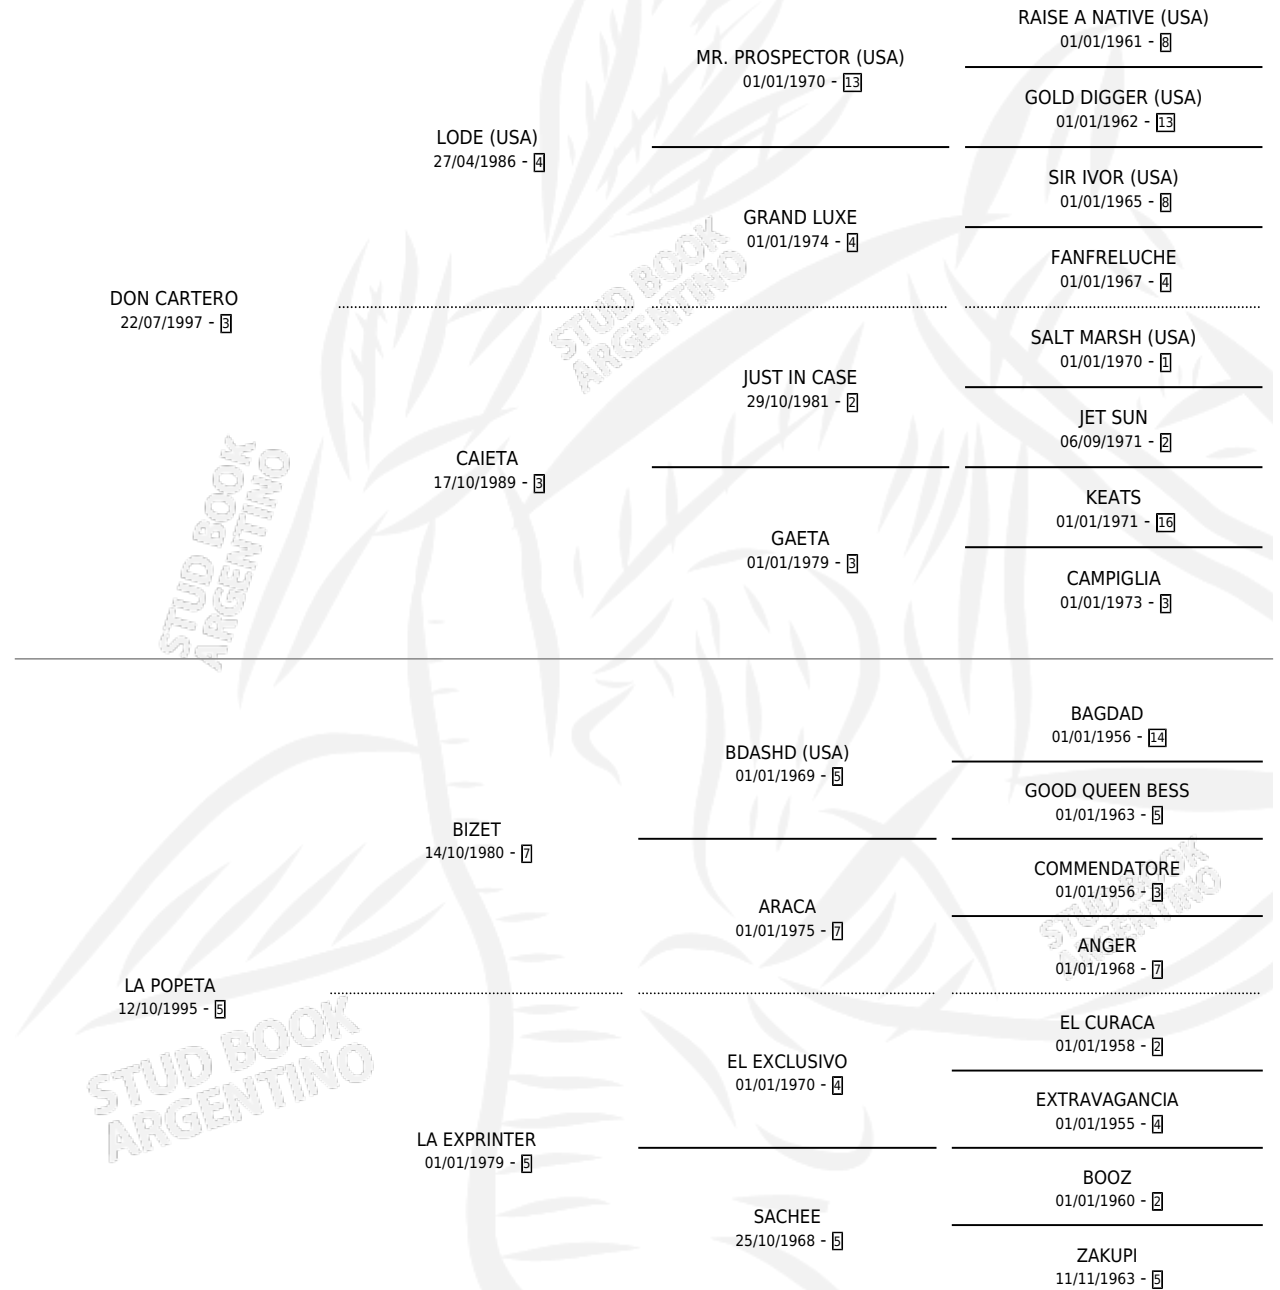 RAISE A NATIVE (USA)
01/01/1961 - 8
MR. PROSPECTOR (USA)
01/01/1970 - 13
GOLD DIGGER (USA)
01/01/1962 - 13
LODE (USA)
27/04/1986 - 4
SIR IVOR (USA)
01/01/1965 - 8
GRAND LUXE
01/01/1974 - 4
FANFRELUCHE
01/01/1967 - 4
DON CARTERO
22/07/1997 - 3
STUD BOOK
ARGENTINO
SALT MARSH (USA)
01/01/1970 - 1
JUST IN CASE
29/10/1981 - 2
JET SUN
06/09/1971 - 2
CAIETA
17/10/1989 - 3
KEATS
01/01/1971 - 16
GAETA
01/01/1979 - 3
CAMPIGLIA
01/01/1973 - 3
STUD BOOK
ARGENTINO
BAGDAD
01/01/1956 - 14
BDASHD (USA)
01/01/1969 - 5
GOOD QUEEN BESS
01/01/1963 - 5
BIZET
14/10/1980 - 7
COMMENDATORE
01/01/1956 - 3
ARACA
01/01/1975 - 7
ANGER
01/01/1968 - 7
STUD BOOK
ARGENTINO
LA POPETA
12/10/1995 - 5
STUD BOOK
ARGENTINO
EL CURACA
01/01/1958 - 2
EL EXCLUSIVO
01/01/1970 - 4
EXTRAVAGANCIA
01/01/1955 - 4
LA EXPRINTER
01/01/1979 - 5
BOOZ
01/01/1960 - 2
SACHEE
25/10/1968 - 5
ZAKUPI
11/11/1963 - 5